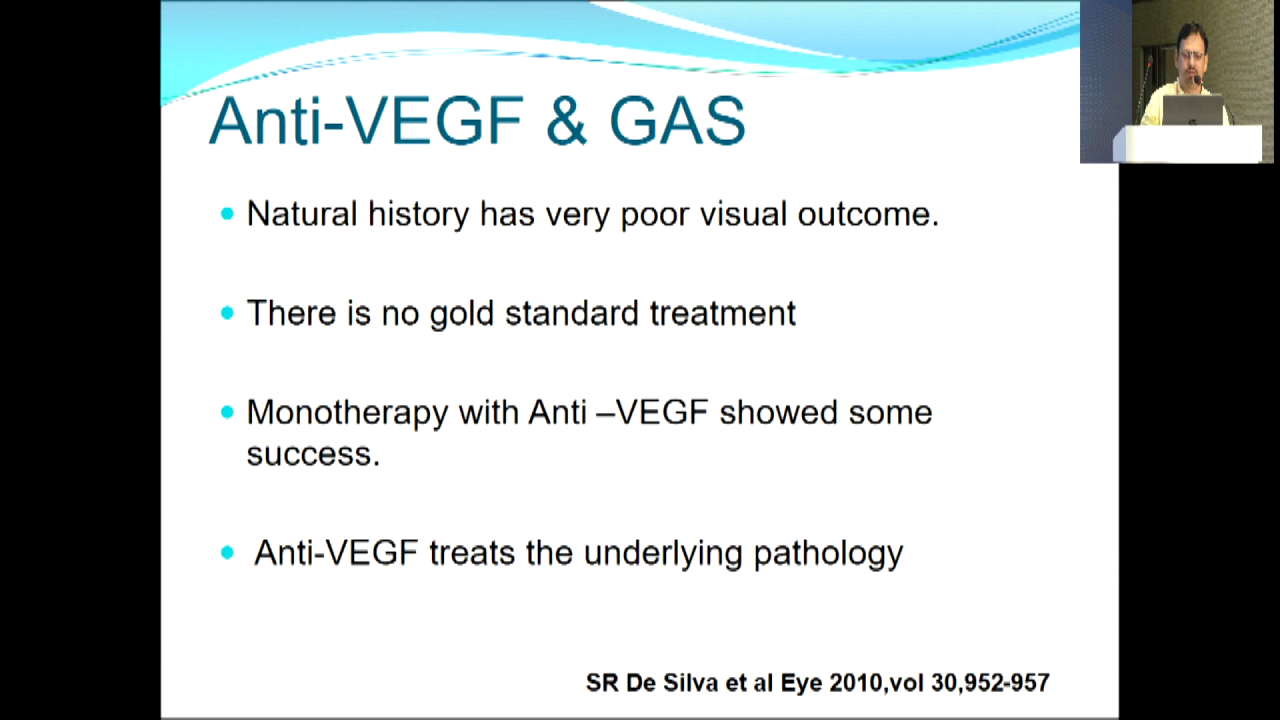 Anti-VEGF & GAS
Natural history has very poor visual outcome.
There is no gold standard treatment
Monotherapy with Anti –VEGF showed some
success.
Anti-VEGF treats the underlying pathology
SR De Silva et al Eye 2010,vol 30,952-957